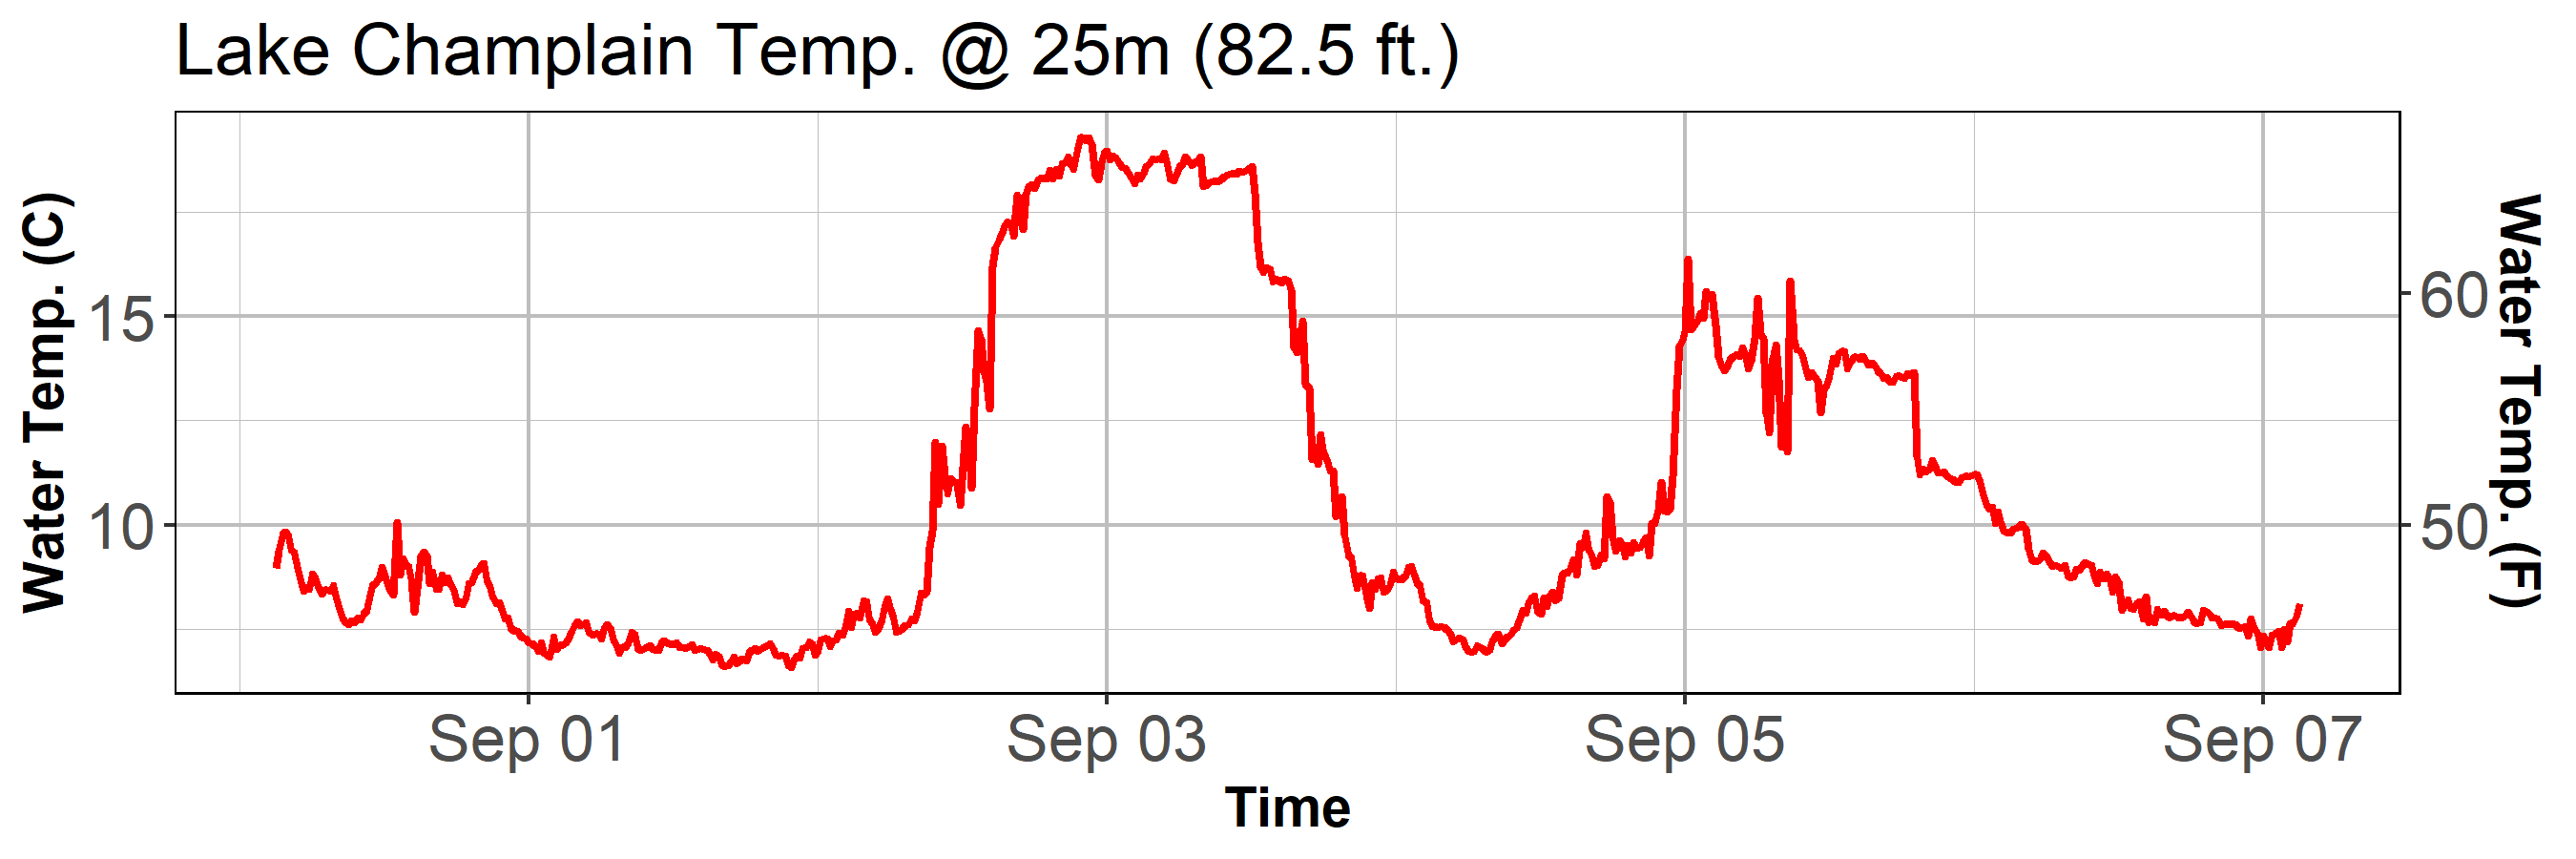 Lake Champlain Temp. @ 25m (82.5 ft.)
Water Temp. (C)
15
10
60
50
Water Temp. (F)
Sep 01
Sep 03
Sep 05
Sep 07
Time